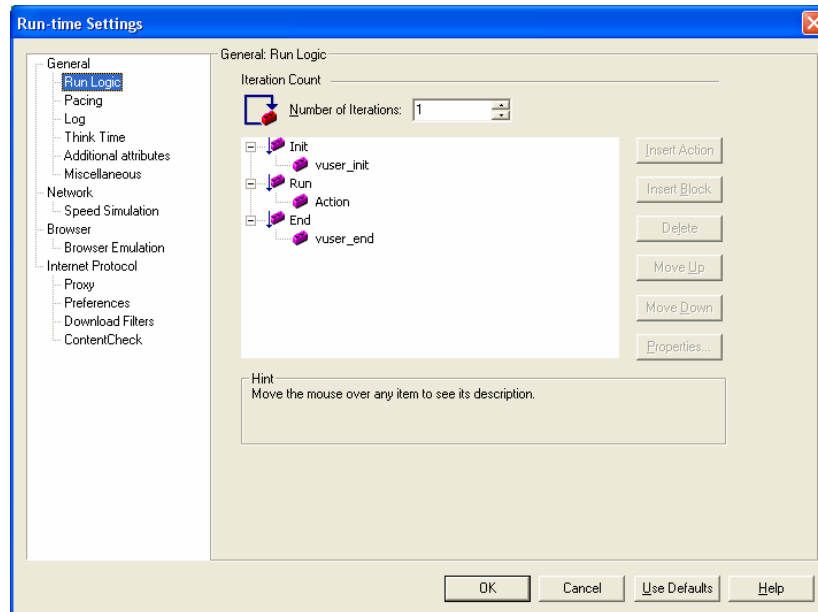 Run-time Settings
General
Run Logic
Pacing
Log
Think Time
Additional attributes
Miscellaneous
Network
Speed Simulation
Browser
Browser Emulation
Internet Protocol
Proxy
Preferences
Download Filters
ContentCheck
General: Run Logic
Iteration Count
Number of Iterations: 1
Init
vuser_init
Run
Action
End
vuser_end
Insert Action
Insert Block
Delete
Move Up
Move Down
Properties...
Hint
Move the mouse over any item to see its description.
OK Cancel Use Defaults Help